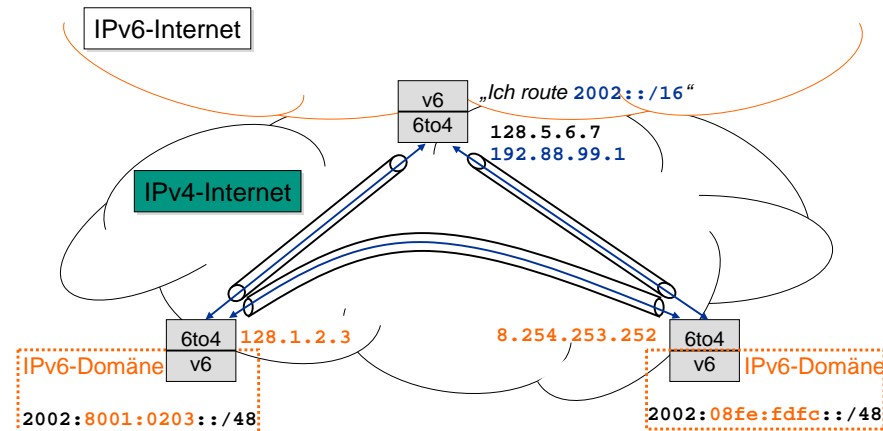 IPv6-Internet
v6
6to4
„Ich route 2002::/16“
128.5.6.7
192.88.99.1
IPv4-Internet
6to4
v6
128.1.2.3
8.254.253.252
6to4
v6
IPv6-Domäne
IPv6-Domäne
2002:8001:0203::/48
2002:08fe:fdfc::/48